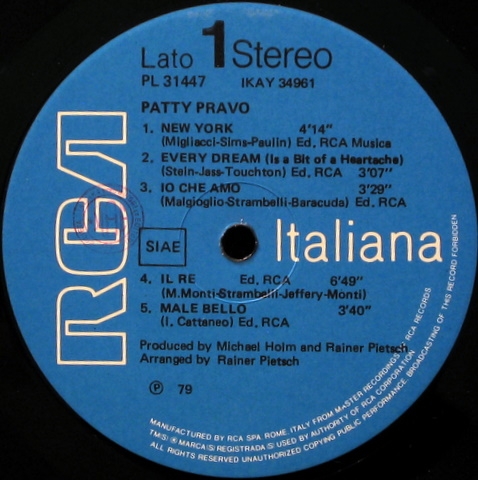 Lato 1 Stereo
PL 31447 IKAY 34961
PATTY PRAVO
1. NEW YORK 4'14"
(Migliacci-Sims-Paulin) Ed. RCA Musica
2. EVERY DREAM (Is a Bit of a Heartache)
(Stein-Jass-Touchton) Ed. RCA 3'07"
3. IO CHE AMO 3'29"
(Malgioglio-Strambelli-Baracuda) Ed. RCA
RCA
SIAE
Italiana
4. IL RE Ed. RCA 6'49"
(M.Monti-Strambelli-Jeffery-Monti)
5. MALE BELLO 3'40"
(I. Cattaneo) Ed. RCA
Produced by Michael Holm and Rainer Pietsch
Arranged by Rainer Pietsch
Ⓟ 79
MANUFACTURED BY RCA SPA. ROME. ITALY FROM MASTER RECORDINGS BY RCA RECORDS
TM(S) ® MARCA(S) REGISTRADA(S) USED BY AUTHORITY OF RCA CORPORATION
ALL RIGHTS RESERVED UNAUTHORIZED COPYING PUBLIC PERFORMANCE BROADCASTING OF THIS RECORD FORBIDDEN